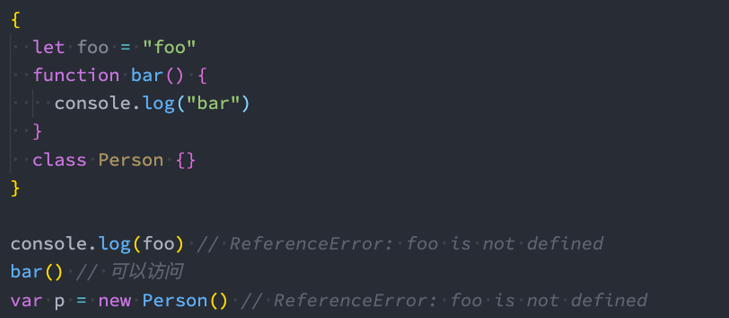 {
let foo = "foo"
function bar() {
console.log("bar")
}
class Person {}
}
console.log(foo) // ReferenceError: foo is not defined
bar() // 可以访问
var p = new Person() // ReferenceError: foo is not defined